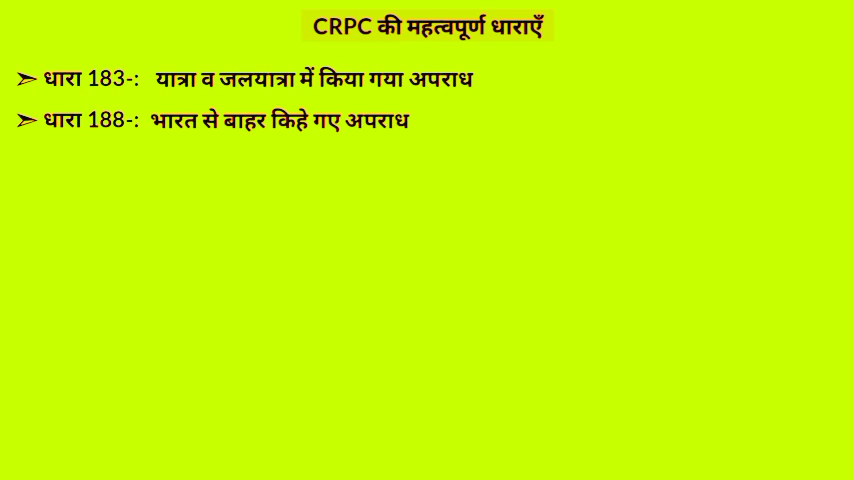 CRPC की महत्वपूर्ण धाराएँ
➣ धारा 183-: यात्रा व जलयात्रा में किया गया अपराध
➣ धारा 188-: भारत से बाहर किहे गए अपराध